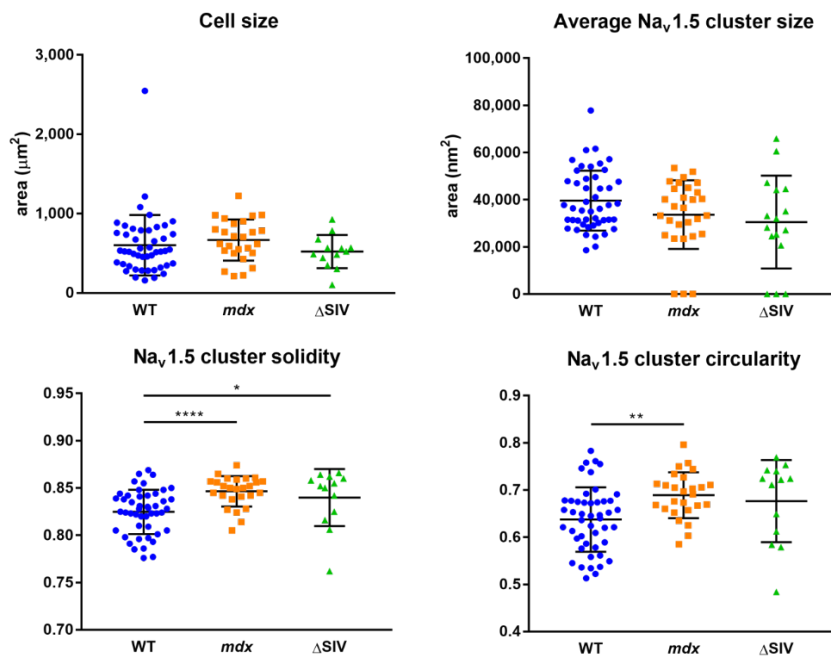 Cell size
3,000
2,000
1,000
0
area (μm²)
WT
mdx
ΔSIV
Average Naᵥ1.5 cluster size
100,000
80,000
60,000
40,000
20,000
0
area (nm²)
WT
mdx
ΔSIV
Naᵥ1.5 cluster solidity
0.95
0.90
0.85
0.80
0.75
0.70
*
****
WT
mdx
ΔSIV
Naᵥ1.5 cluster circularity
0.9
0.8
0.7
0.6
0.5
0.4
**
WT
mdx
ΔSIV